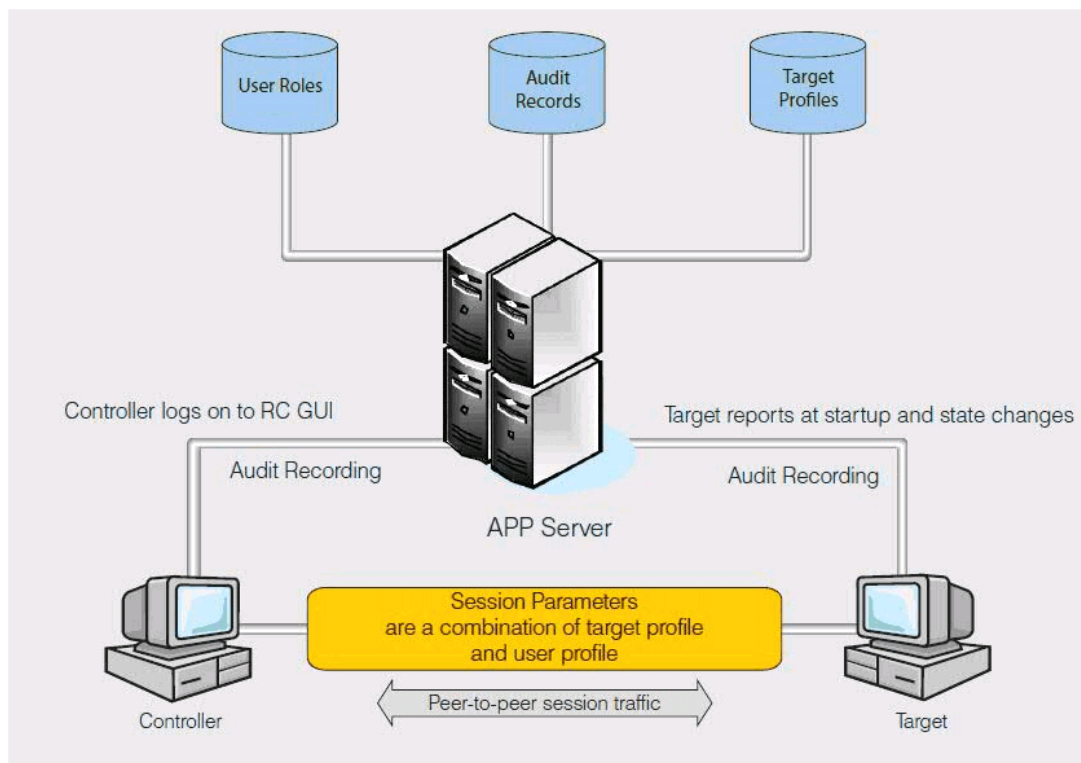 User Roles
Audit
Records
Target
Profiles
Controller logs on to RC GUI
Target reports at startup and state changes
Audit Recording
Audit Recording
APP Server
Session Parameters
are a combination of target profile
and user profile
Peer-to-peer session traffic
Controller
Target